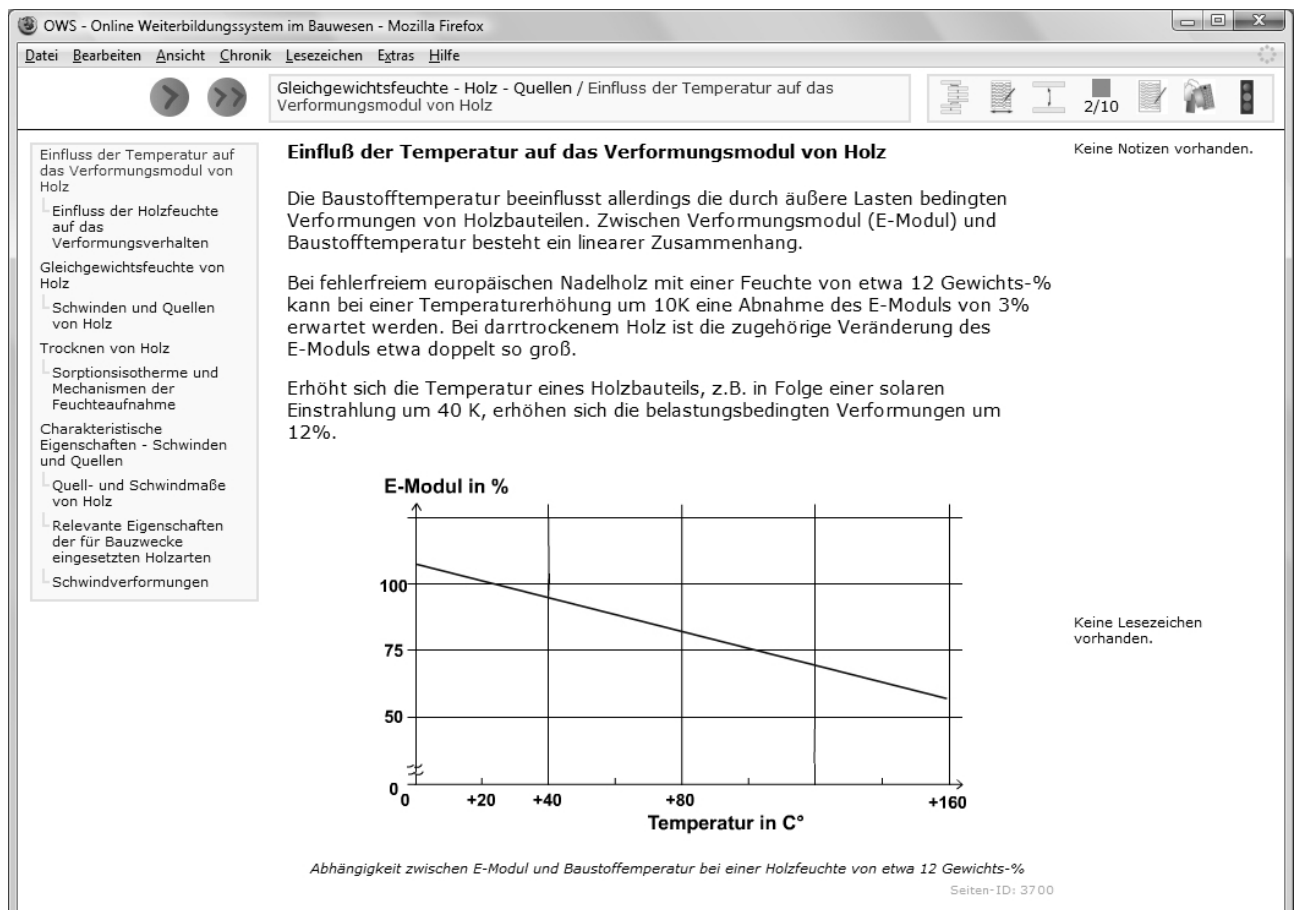 OWS - Online Weiterbildungssystem im Bauwesen - Mozilla Firefox
Datei Bearbeiten Ansicht Chronik Lesezeichen Extras Hilfe
Gleichgewichtsfeuchte - Holz - Quellen / Einfluss der Temperatur auf das
Verformungsmodul von Holz
2/10
Einfluss der Temperatur auf
das Verformungsmodul von
Holz
Einfluss der Holzfeuchte
auf das
Verformungsverhalten
Gleichgewichtsfeuchte von
Holz
Schwinden und Quellen
von Holz
Trocknen von Holz
Sorptionsisotherme und
Mechanismen der
Feuchteaufnahme
Charakteristische
Eigenschaften - Schwinden
und Quellen
Quell- und Schwindmaße
von Holz
Relevante Eigenschaften
der für Bauzwecke
eingesetzten Holzarten
Schwindverformungen
Einfluß der Temperatur auf das Verformungsmodul von Holz
Die Baustofftemperatur beeinflusst allerdings die durch äußere Lasten bedingten
Verformungen von Holzbauteilen. Zwischen Verformungsmodul (E-Modul) und
Baustofftemperatur besteht ein linearer Zusammenhang.
Bei fehlerfreiem europäischen Nadelholz mit einer Feuchte von etwa 12 Gewichts-%
kann bei einer Temperaturerhöhung um 10K eine Abnahme des E-Moduls von 3%
erwartet werden. Bei darrtrockenem Holz ist die zugehörige Veränderung des
E-Moduls etwa doppelt so groß.
Erhöht sich die Temperatur eines Holzbauteils, z.B. in Folge einer solaren
Einstrahlung um 40 K, erhöhen sich die belastungsbedingten Verformungen um
12%.
E-Modul in %
100
75
50
0
0 +20 +40 +80 +160
Temperatur in C°
Abhängigkeit zwischen E-Modul und Baustoffemperatur bei einer Holzfeuchte von etwa 12 Gewichts-%
Seiten-ID: 3700
Keine Notizen vorhanden.
Keine Lesezeichen
vorhanden.